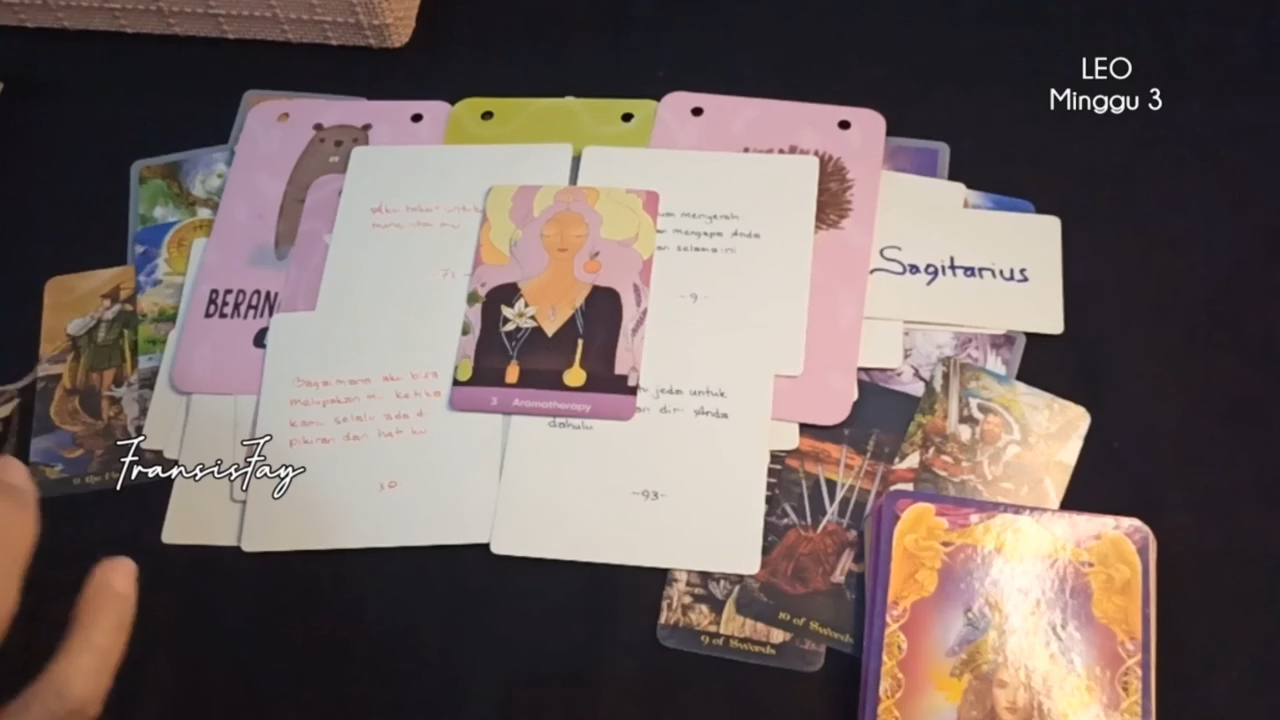 LEO
Minggu 3
BERAN
Aku takut untuk
-9-
menyerah
mengapa Anda
selama ini
Sagitarius
Bagaimana aku bisa
melupakan mu ketika
kamu selalu ada di
pikiran dan hati ku
30
3 Aromatherapy
jeda untuk
diri Anda
dahulu
-93-
FransisFay
9 of Swords
10 of Swords